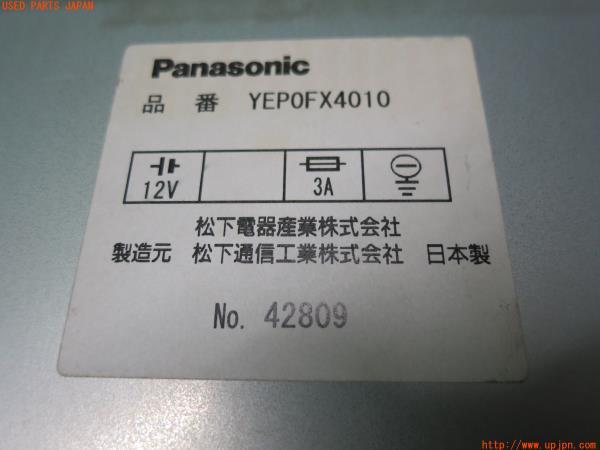 USED PARTS JAPAN
Panasonic
品 番 YEP0FX4010
12V 3A
松下電器産業株式会社
製造元 松下通信工業株式会社 日本製
No. 42809
http://www.upjpn.com/